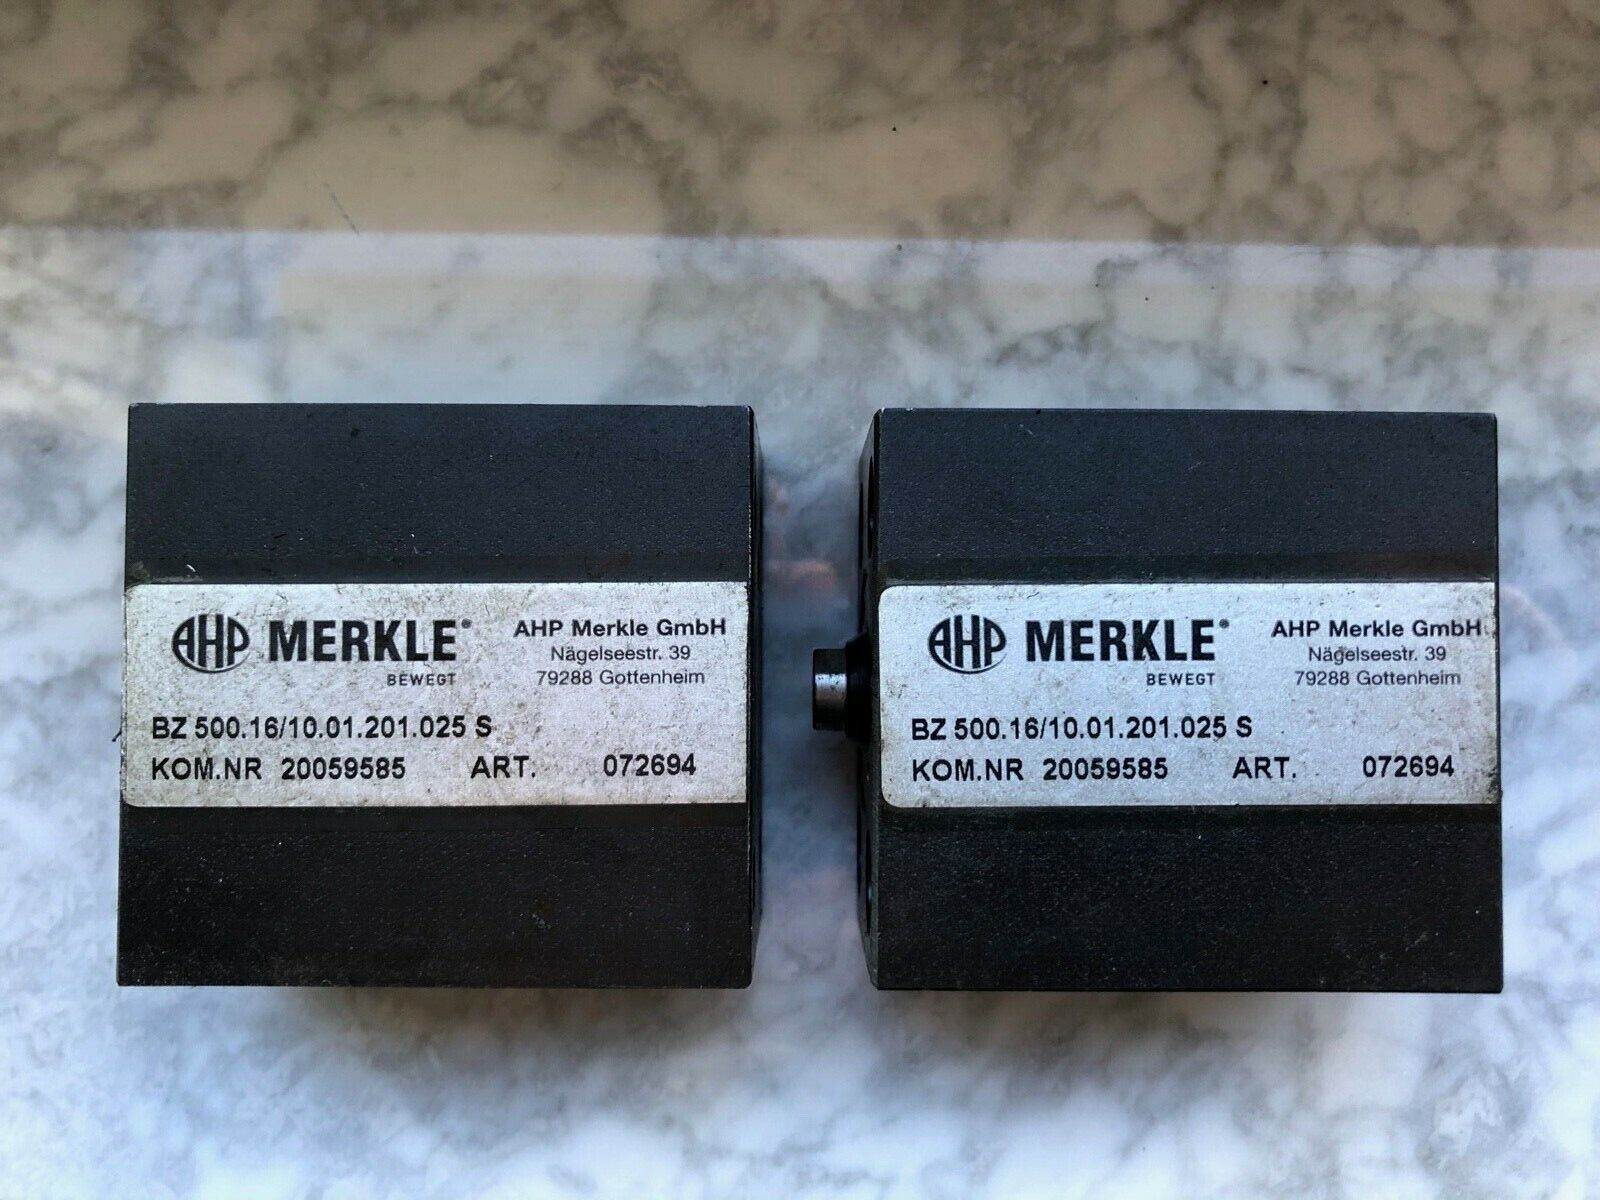 AHP MERKLE®
BEWEGT
AHP Merkle GmbH
Nägelseestr. 39
79288 Gottenheim
BZ 500.16/10.01.201.025 S
KOM.NR 20059585 ART. 072694
AHP MERKLE®
BEWEGT
AHP Merkle GmbH
Nägelseestr. 39
79288 Gottenheim
BZ 500.16/10.01.201.025 S
KOM.NR 20059585 ART. 072694